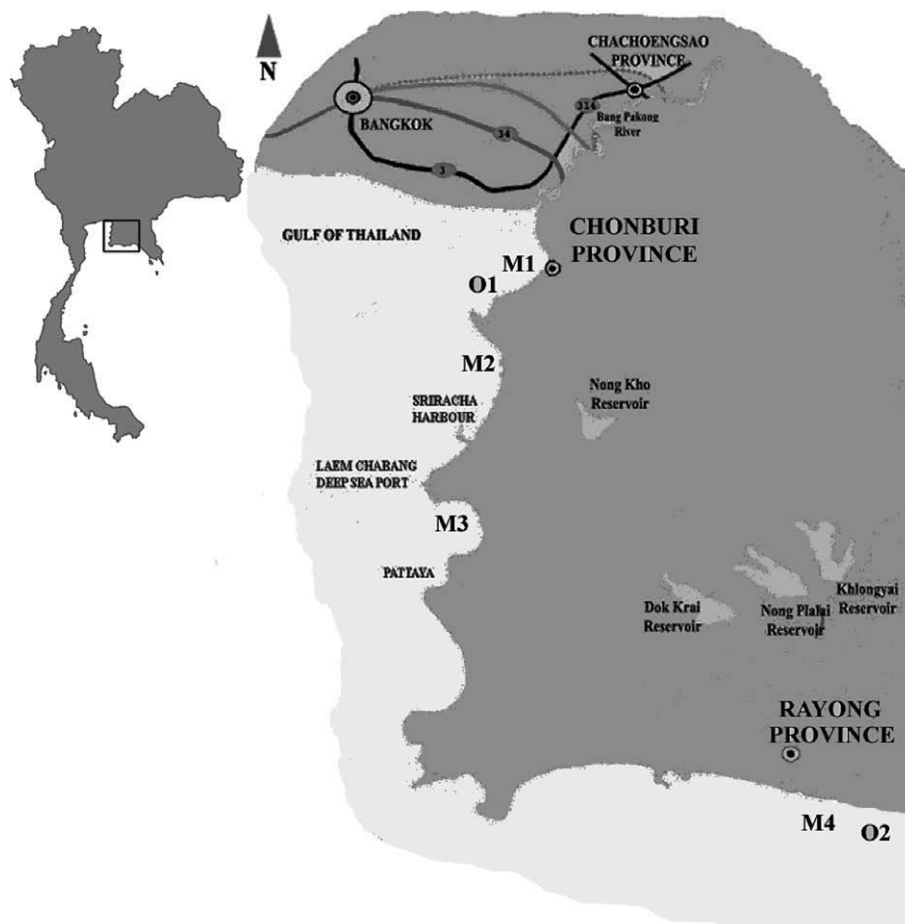 N
CHACHOENGSAO
PROVINCE
BANGKOK
314
Bang Pakong
River
34
3
GULF OF THAILAND
CHONBURI
PROVINCE
M1
O1
M2
Nong Kho
Reservoir
SRIRACHA
HARBOUR
LAEM CHABANG
DEEP SEA PORT
M3
PATTAYA
Dok Krai
Reservoir
Nong Plalai
Reservoir
Khlongyai
Reservoir
RAYONG
PROVINCE
M4
O2